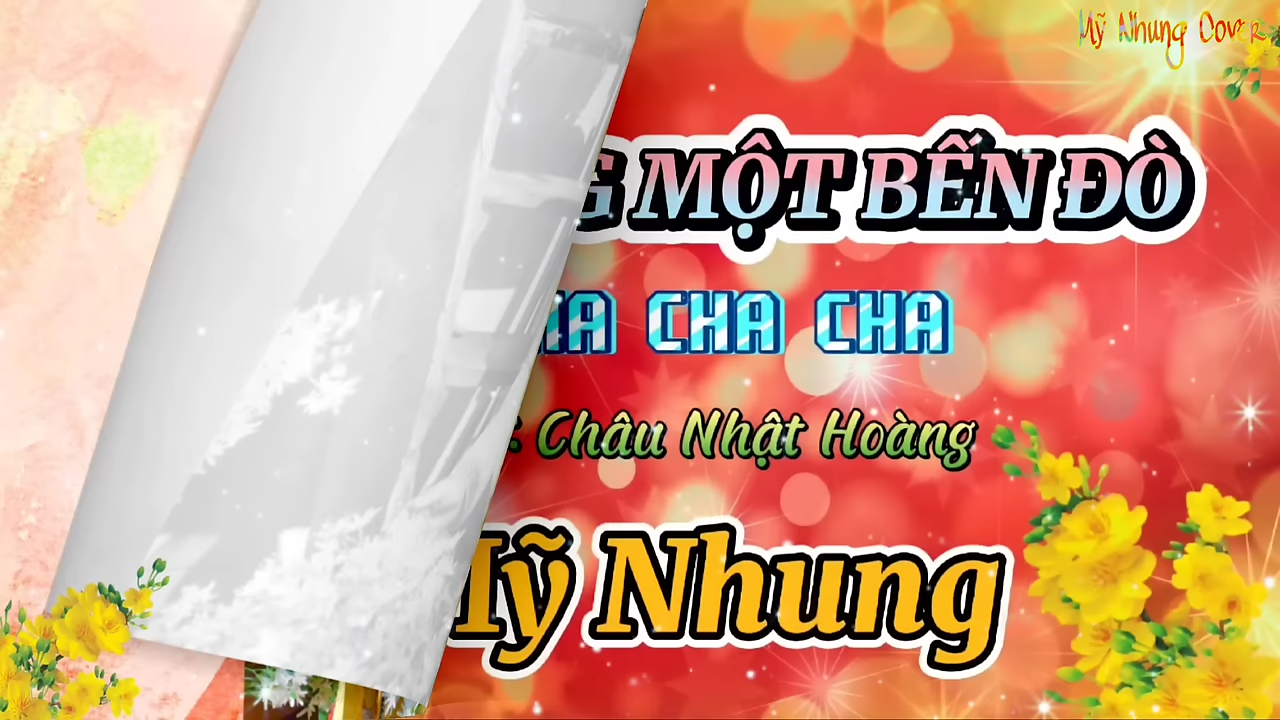 Mỹ Nhung Cover
MỘT BẾN ĐÒ
CHA CHA
: Châu Nhật Hoàng
Mỹ Nhung